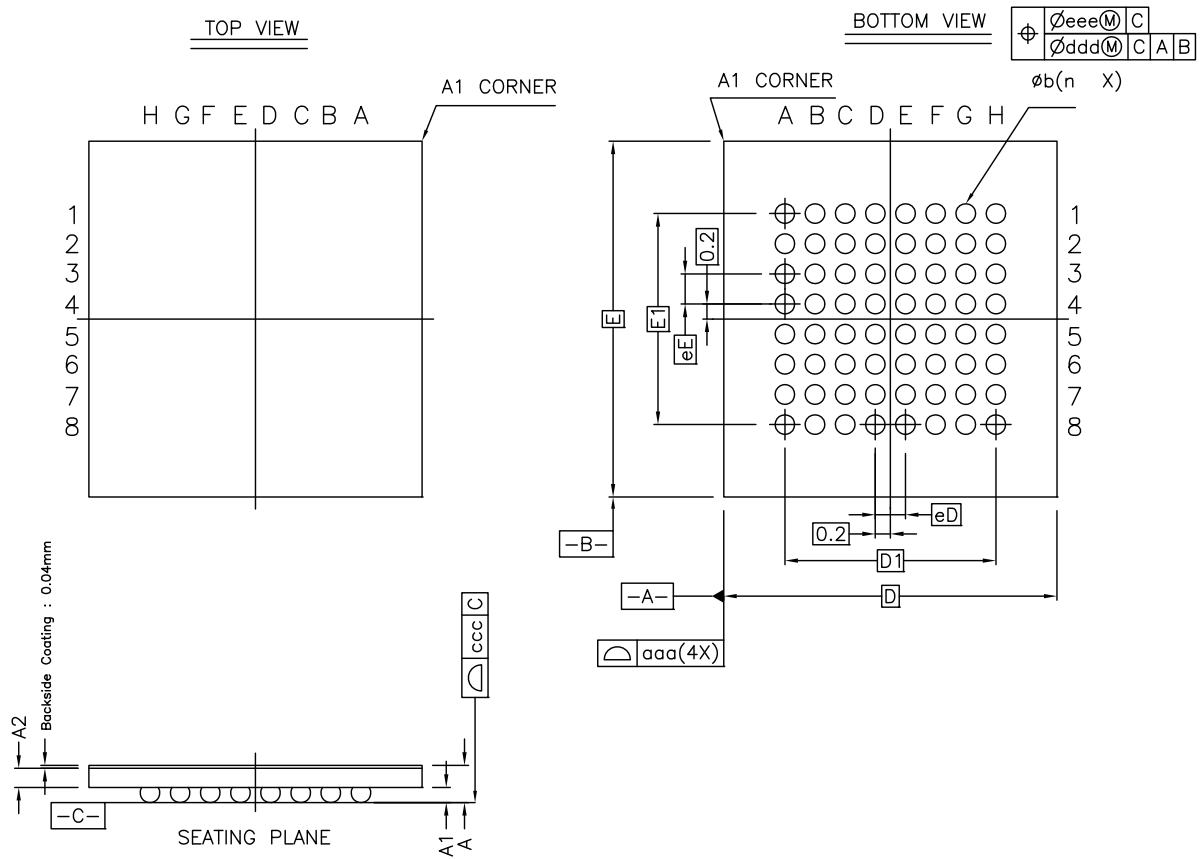 TOP VIEW
BOTTOM VIEW
Øeee Ⓜ C
Øddd Ⓜ C A B
A1 CORNER
A1 CORNER
øb(n X)
H G F E D C B A
A B C D E F G H
1
2
3
4
5
6
7
8
1
2
3
4
5
6
7
8
0.2
E
E1
eE
eD
0.2
-B-
D1
-A-
D
aaa(4X)
Backside Coating : 0.04mm
A2
ccc C
-C-
SEATING PLANE
A1
A